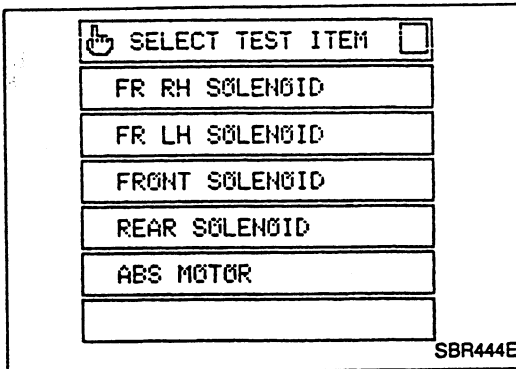 SELECT TEST ITEM
FR RH SOLENOID
FR LH SOLENOID
FRONT SOLENOID
REAR SOLENOID
ABS MOTOR
SBR444E